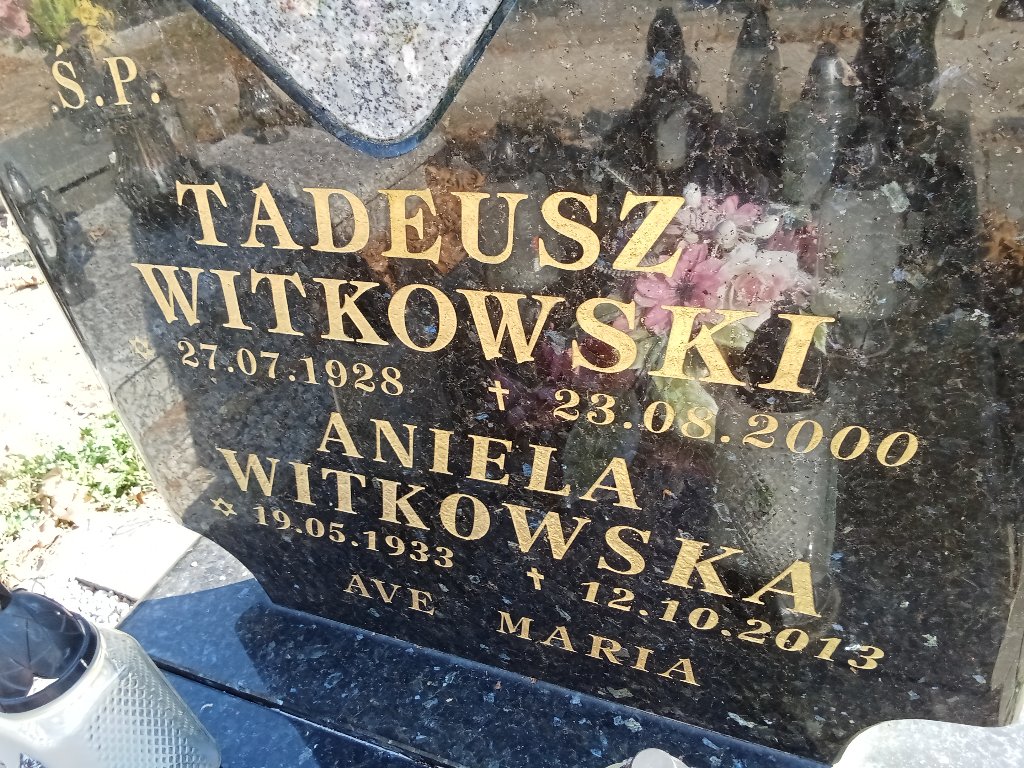 Ś.P.
TADEUSZ
WITKOWSKI
✡ 27.07.1928 ✝ 23.08.2000
ANIELA
WITKOWSKA
✡ 19.05.1933 ✝ 12.10.2013
AVE MARIA